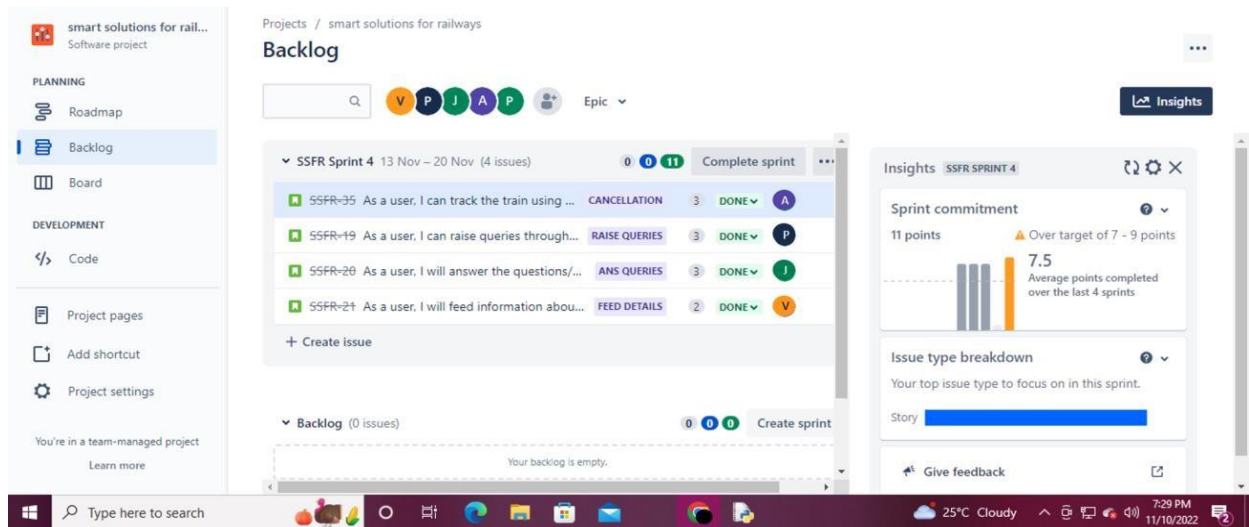 smart solutions for rail...
Software project
PLANNING
Roadmap
Backlog
Board
DEVELOPMENT
Code
Project pages
Add shortcut
Project settings
You're in a team-managed project
Learn more
Projects / smart solutions for railways
Backlog
V P J A P Epic
Insights
SSFR Sprint 4 13 Nov – 20 Nov (4 issues) 0 0 11 Complete sprint
SSFR-35 As a user, I can track the train using ... CANCELLATION 3 DONE A
SSFR-19 As a user, I can raise queries through... RAISE QUERIES 3 DONE P
SSFR-20 As a user, I will answer the questions/... ANS QUERIES 3 DONE J
SSFR-21 As a user, I will feed information abou... FEED DETAILS 2 DONE V
+ Create issue
Backlog (0 issues) 0 0 0 Create sprint
Your backlog is empty.
Insights SSFR SPRINT 4
Sprint commitment
11 points Over target of 7 - 9 points
7.5
Average points completed
over the last 4 sprints
Issue type breakdown
Your top issue type to focus on in this sprint.
Story
Give feedback
Type here to search
25°C Cloudy
7:29 PM
11/10/2022
2